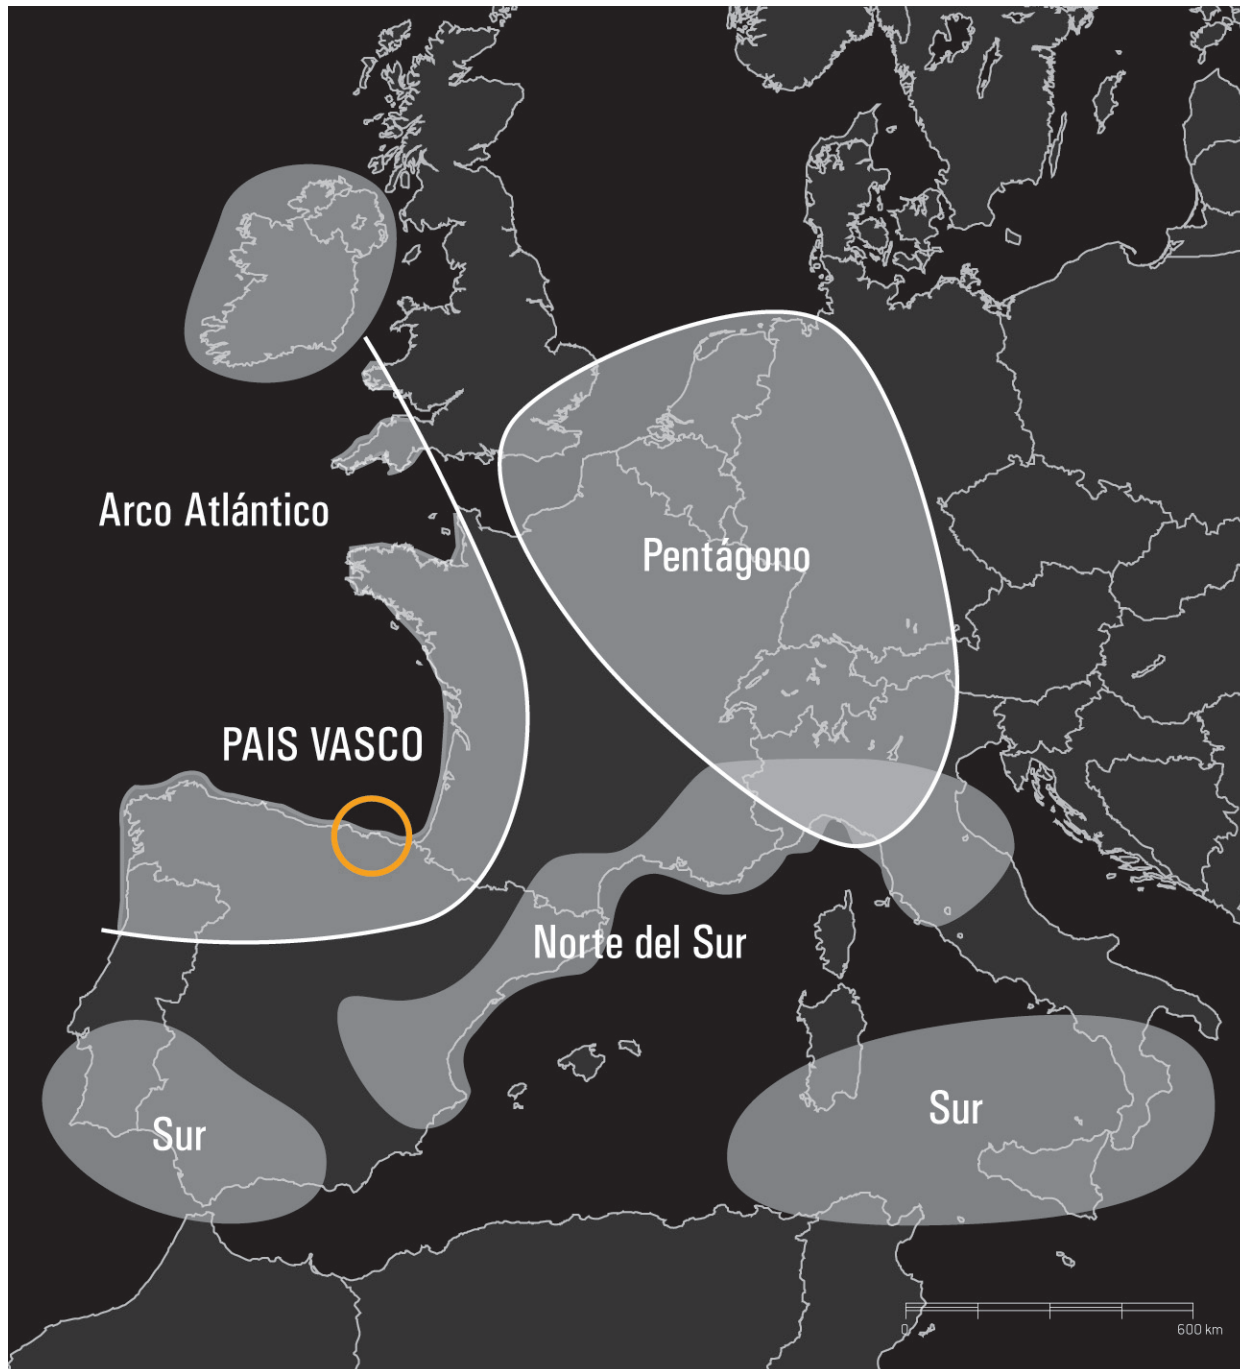 Arco Atlántico
Pentágono
PAIS VASCO
Norte del Sur
Sur
Sur
0
600 km